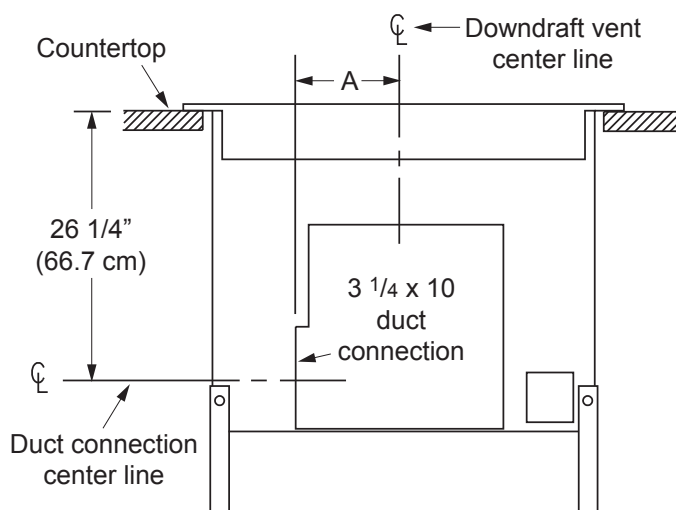 ℄
Downdraft vent
center line
Countertop
A
26 1/4”
(66.7 cm)
3 1/4 x 10
duct
connection
℄
Duct connection
center line